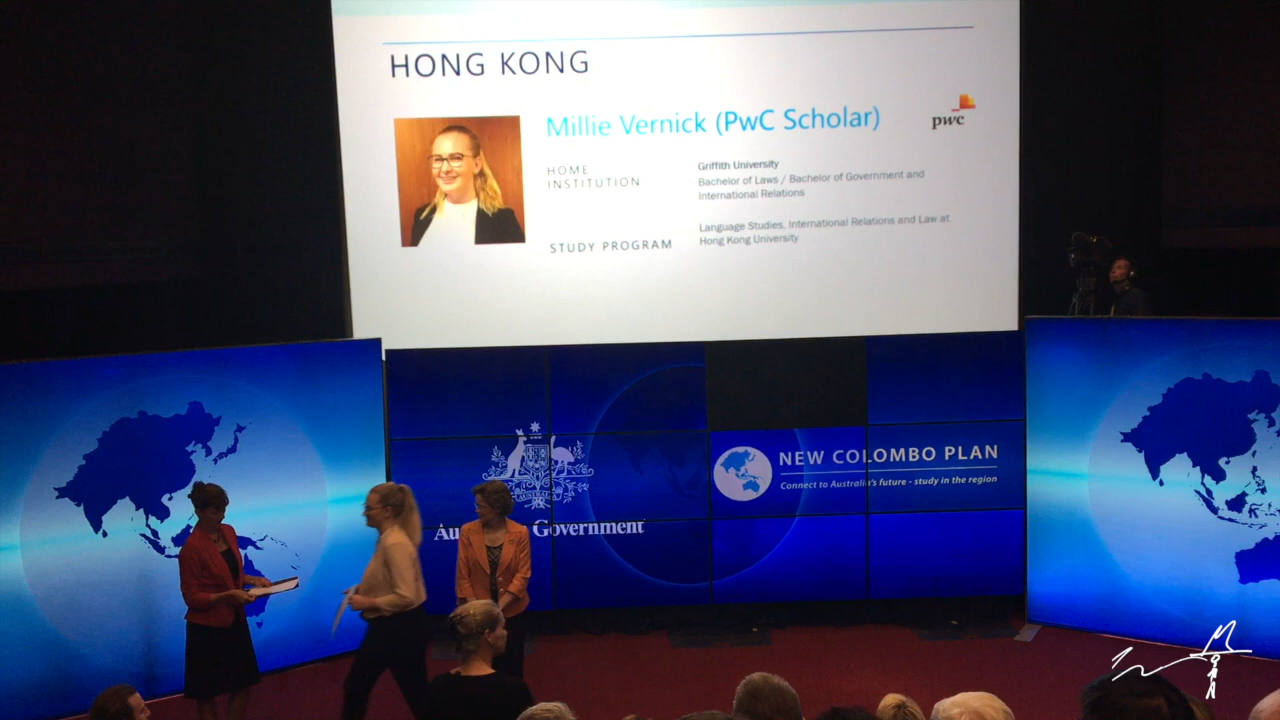 HONG KONG
Millie Vernick (PwC Scholar)
pwc
HOME
INSTITUTION
Griffith University
Bachelor of Laws / Bachelor of Government and
International Relations
STUDY PROGRAM
Language Studies, International Relations and Law at
Hong Kong University
AUSTRALIA
Government
NEW COLOMBO PLAN
Connect to Australia's future - study in the region